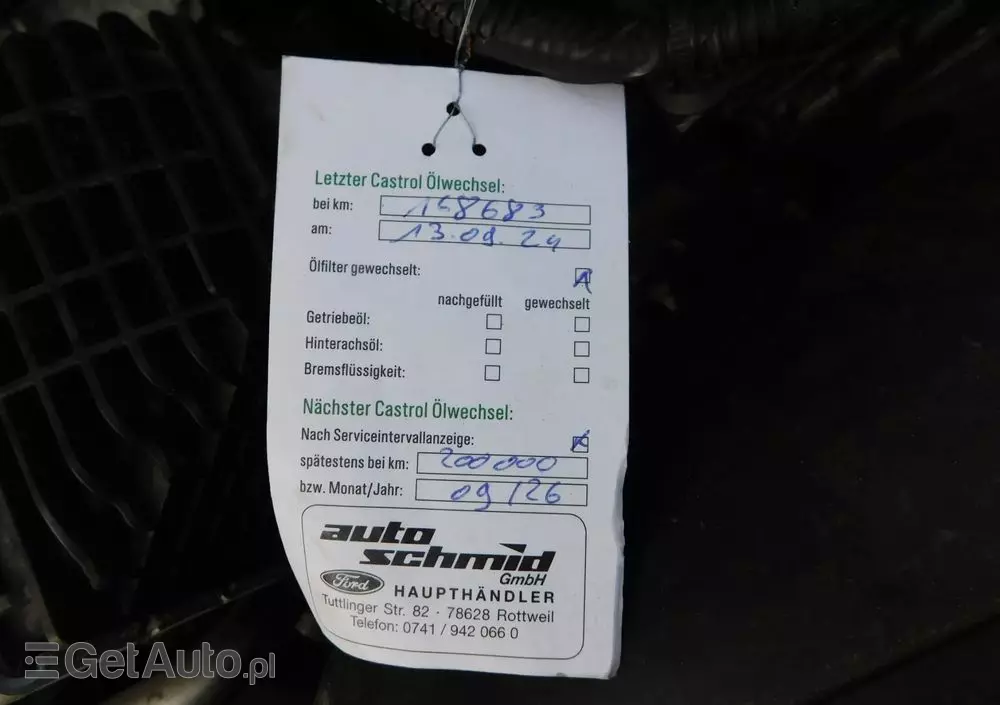 Letzter Castrol Ölwechsel:
bei km: 168683
am: 13.09.24
Ölfilter gewechselt:
nachgefüllt gewechselt
Getriebeöl:
Hinterachsöl:
Bremsflüssigkeit:
Nächster Castrol Ölwechsel:
Nach Serviceintervallanzeige:
spätestens bei km: 200000
bzw. Monat/Jahr: 09/26
auto
schmid
GmbH
Ford HAUPTHÄNDLER
Tuttlinger Str. 82 · 78628 Rottweil
Telefon: 0741 / 942 066 0
GetAuto.pl